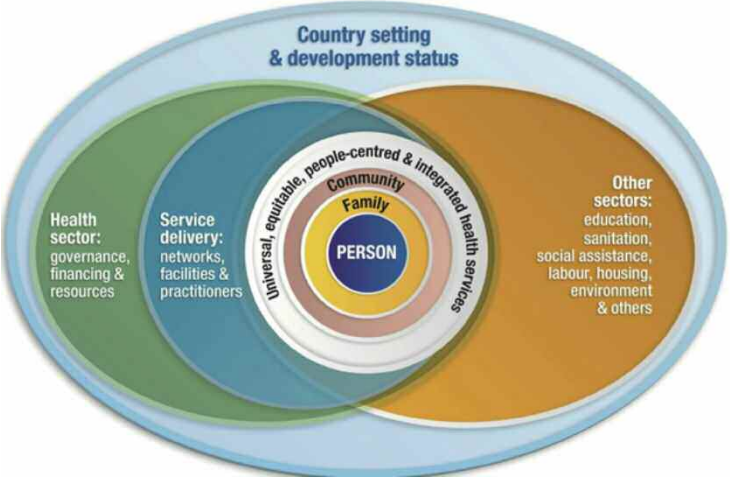 Country setting
& development status
Health
sector:
governance,
financing &
resources
Service
delivery:
networks,
facilities &
practitioners
Universal, equitable, people-centred & integrated health services
Community
Family
PERSON
Other
sectors:
education,
sanitation,
social assistance,
labour, housing,
environment
& others